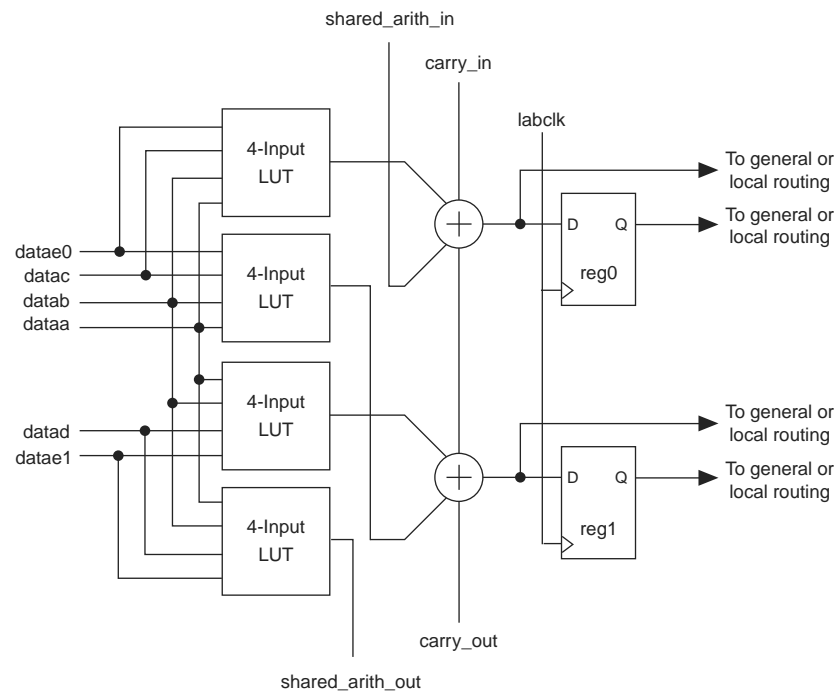 shared_arith_in
carry_in
labclk
4-Input
LUT
To general or
local routing
D Q
reg0
To general or
local routing
datae0
datac
datab
dataa
4-Input
LUT
4-Input
LUT
To general or
local routing
datad
datae1
D Q
reg1
To general or
local routing
4-Input
LUT
carry_out
shared_arith_out